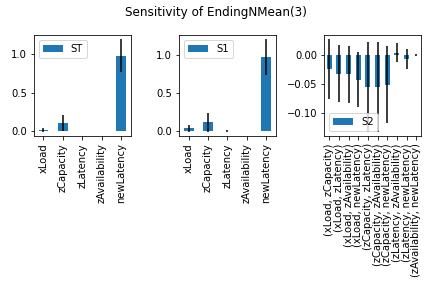 Sensitivity of EndingNMean(3)
ST
1.0
0.5
0.0
xLoad
zCapacity
zLatency
zAvailability
newLatency
S1
1.0
0.5
0.0
xLoad
zCapacity
zLatency
zAvailability
newLatency
0.00
−0.05
−0.10
S2
(xLoad, zCapacity)
(xLoad, zLatency)
(xLoad, zAvailability)
(xLoad, newLatency)
(zCapacity, zLatency)
(zCapacity, zAvailability)
(zCapacity, newLatency)
(zLatency, zAvailability)
(zLatency, newLatency)
(zAvailability, newLatency)